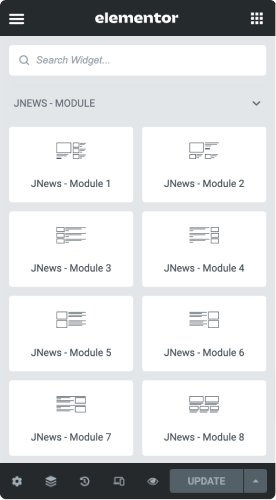 elementor
Search Widget...
JNEWS - MODULE
JNews - Module 1
JNews - Module 2
JNews - Module 3
JNews - Module 4
JNews - Module 5
JNews - Module 6
JNews - Module 7
JNews - Module 8
UPDATE